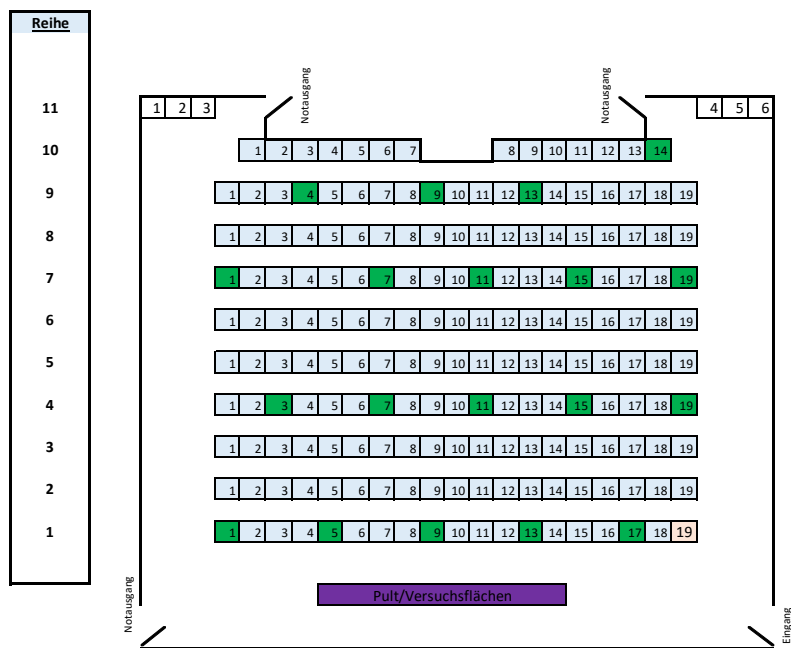 Reihe
Notausgang Notausgang
11 1 2 3 4 5 6
10 1 2 3 4 5 6 7 8 9 10 11 12 13 14
9 1 2 3 4 5 6 7 8 9 10 11 12 13 14 15 16 17 18 19
8 1 2 3 4 5 6 7 8 9 10 11 12 13 14 15 16 17 18 19
7 1 2 3 4 5 6 7 8 9 10 11 12 13 14 15 16 17 18 19
6 1 2 3 4 5 6 7 8 9 10 11 12 13 14 15 16 17 18 19
5 1 2 3 4 5 6 7 8 9 10 11 12 13 14 15 16 17 18 19
4 1 2 3 4 5 6 7 8 9 10 11 12 13 14 15 16 17 18 19
3 1 2 3 4 5 6 7 8 9 10 11 12 13 14 15 16 17 18 19
2 1 2 3 4 5 6 7 8 9 10 11 12 13 14 15 16 17 18 19
1 1 2 3 4 5 6 7 8 9 10 11 12 13 14 15 16 17 18 19
Pult/Versuchsflächen
Notausgang
Eingang